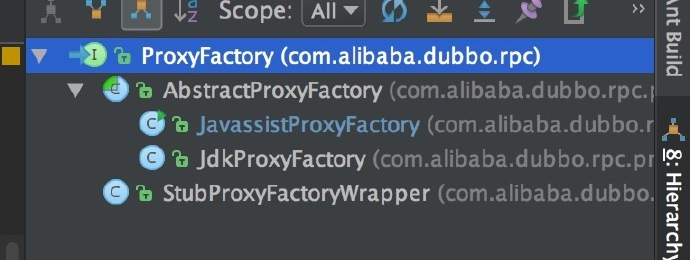 Scope: All
ProxyFactory (com.alibaba.dubbo.rpc)
AbstractProxyFactory (com.alibaba.dubbo.rpc.p
JavassistProxyFactory (com.alibaba.dubbo.r
JdkProxyFactory (com.alibaba.dubbo.rpc.pr
StubProxyFactoryWrapper (com.alibaba.dubbo.
Ant Build
8: Hierarchy